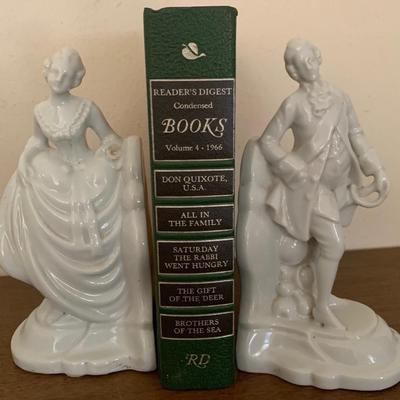 READER'S DIGEST
Condensed
BOOKS
Volume 4 • 1966
DON QUIXOTE,
U.S.A.
ALL IN
THE FAMILY
SATURDAY
THE RABBI
WENT HUNGRY
THE GIFT
OF THE DEER
BROTHERS
OF THE SEA
RD